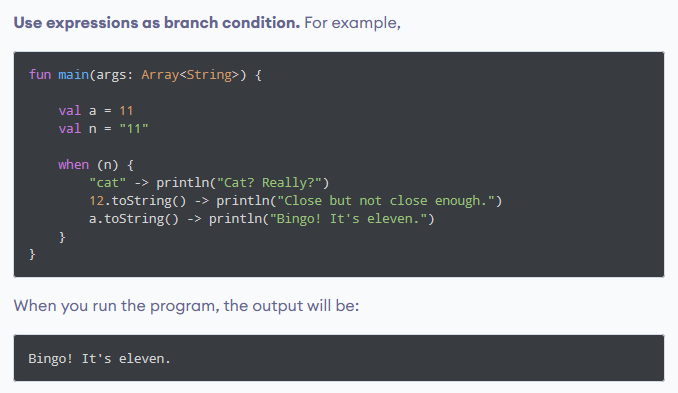 Use expressions as branch condition. For example,
fun main(args: Array<String>) {
val a = 11
val n = "11"
when (n) {
"cat" -> println("Cat? Really?")
12.toString() -> println("Close but not close enough.")
a.toString() -> println("Bingo! It's eleven.")
}
}
When you run the program, the output will be:
Bingo! It's eleven.